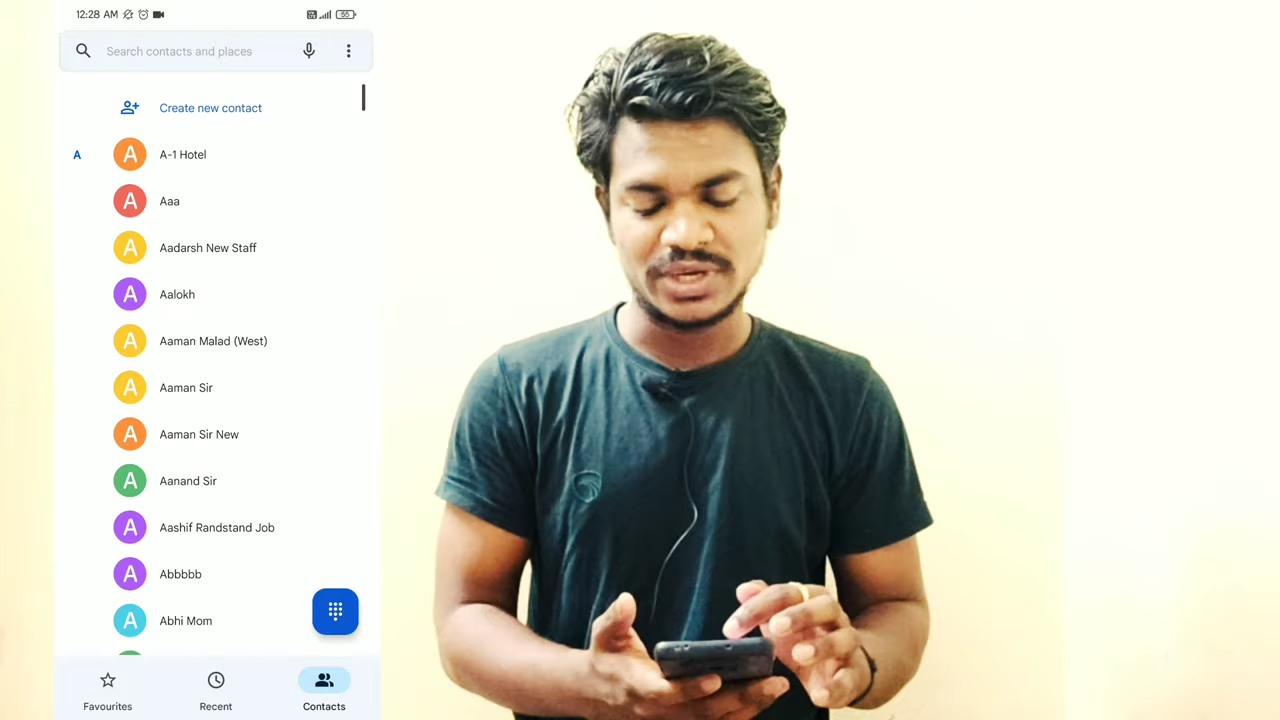 12:28 AM
55
Search contacts and places
Create new contact
A
A A-1 Hotel
A Aaa
A Aadarsh New Staff
A Aalokh
A Aaman Malad (West)
A Aaman Sir
A Aaman Sir New
A Aanand Sir
A Aashif Randstand Job
A Abbbbb
A Abhi Mom
Favourites
Recent
Contacts